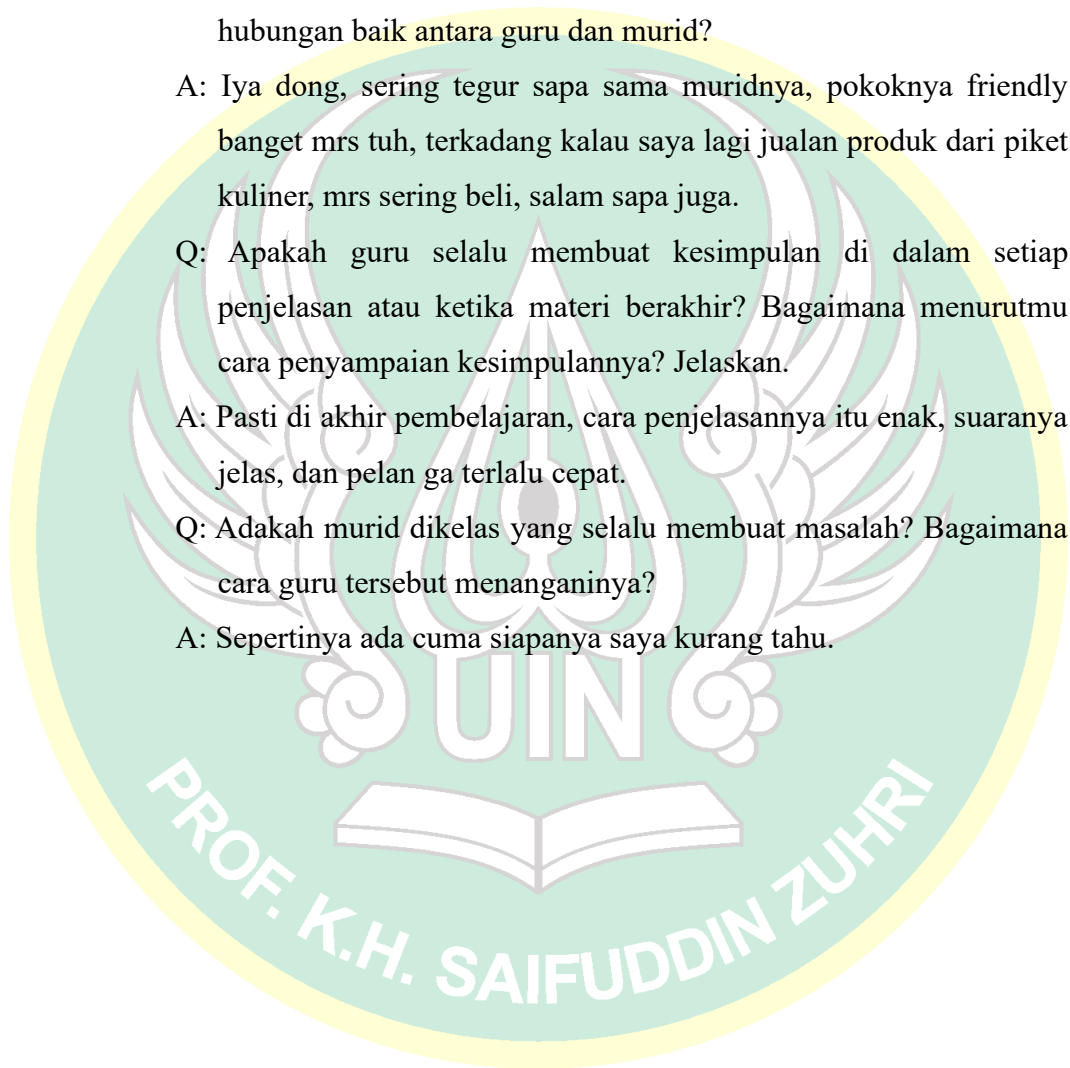 hubungan baik antara guru dan murid?
A: Iya dong, sering tegur sapa sama muridnya, pokoknya friendly
banget mrs tuh, terkadang kalau saya lagi jualan produk dari piket
kuliner, mrs sering beli, salam sapa juga.
Q: Apakah guru selalu membuat kesimpulan di dalam setiap
penjelasan atau ketika materi berakhir? Bagaimana menurutmu
cara penyampaian kesimpulannya? Jelaskan.
A: Pasti di akhir pembelajaran, cara penjelasannya itu enak, suaranya
jelas, dan pelan ga terlalu cepat.
Q: Adakah murid dikelas yang selalu membuat masalah? Bagaimana
cara guru tersebut menanganinya?
A: Sepertinya ada cuma siapanya saya kurang tahu.
UIN
PROF. K.H. SAIFUDDIN ZUHRI